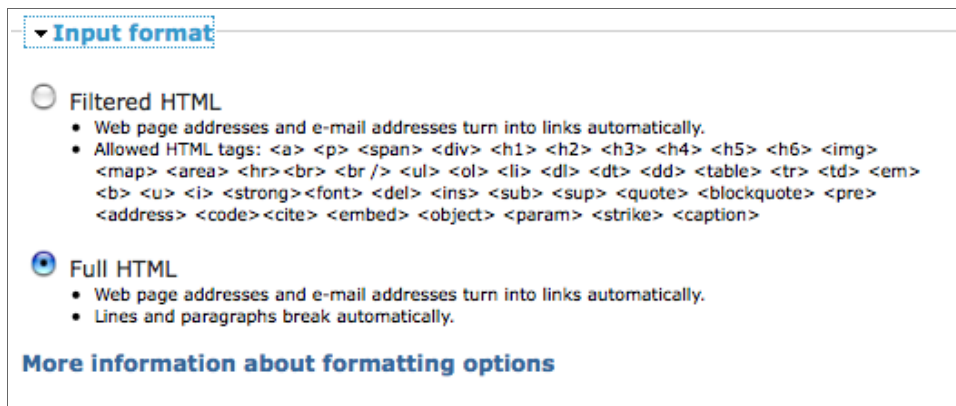 Input format
Filtered HTML
• Web page addresses and e-mail addresses turn into links automatically.
• Allowed HTML tags: <a> <p> <span> <div> <h1> <h2> <h3> <h4> <h5> <h6> <img>
<map> <area> <hr><br> <br /> <ul> <ol> <li> <dl> <dt> <dd> <table> <tr> <td> <em>
<b> <u> <i> <strong><font> <del> <ins> <sub> <sup> <quote> <blockquote> <pre>
<address> <code><cite> <embed> <object> <param> <strike> <caption>
Full HTML
• Web page addresses and e-mail addresses turn into links automatically.
• Lines and paragraphs break automatically.
More information about formatting options